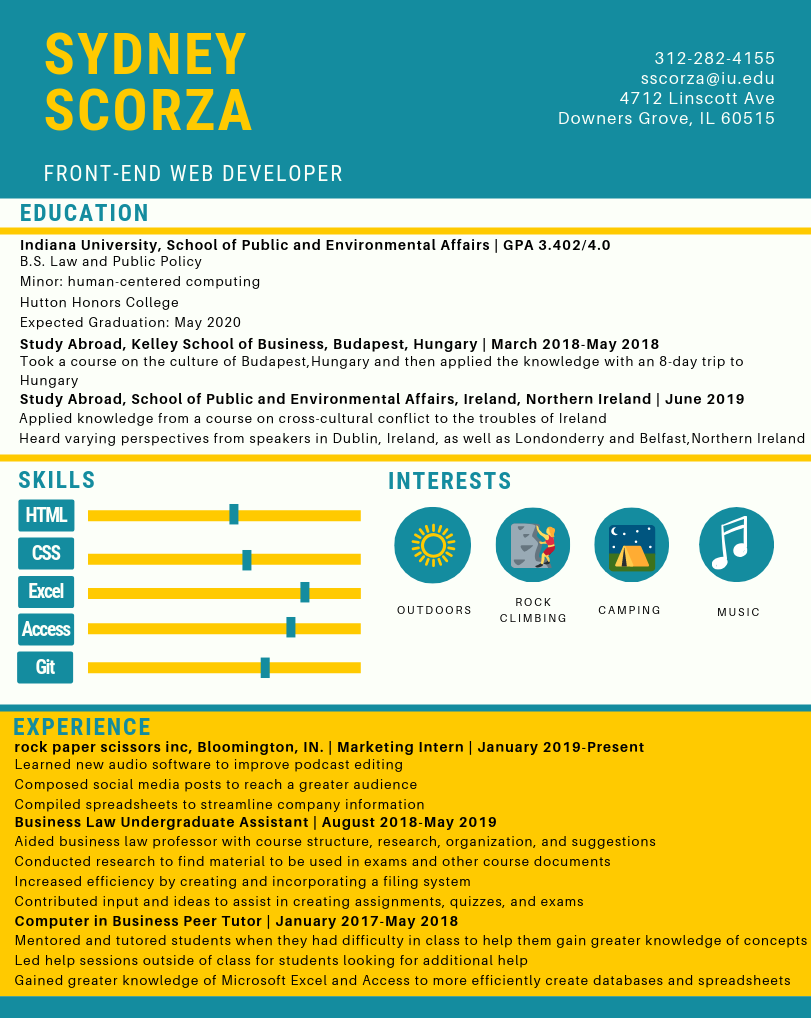 SYDNEY
SCORZA
FRONT-END WEB DEVELOPER
312-282-4155
sscorza@iu.edu
4712 Linscott Ave
Downers Grove, IL 60515
EDUCATION
Indiana University, School of Public and Environmental Affairs | GPA 3.402/4.0
B.S. Law and Public Policy
Minor: human-centered computing
Hutton Honors College
Expected Graduation: May 2020
Study Abroad, Kelley School of Business, Budapest, Hungary | March 2018-May 2018
Took a course on the culture of Budapest,Hungary and then applied the knowledge with an 8-day trip to
Hungary
Study Abroad, School of Public and Environmental Affairs, Ireland, Northern Ireland | June 2019
Applied knowledge from a course on cross-cultural conflict to the troubles of Ireland
Heard varying perspectives from speakers in Dublin, Ireland, as well as Londonderry and Belfast,Northern Ireland
SKILLS
HTML
CSS
Excel
Access
Git
INTERESTS
OUTDOORS
ROCK
CLIMBING
CAMPING
MUSIC
EXPERIENCE
rock paper scissors inc, Bloomington, IN. | Marketing Intern | January 2019-Present
Learned new audio software to improve podcast editing
Composed social media posts to reach a greater audience
Compiled spreadsheets to streamline company information
Business Law Undergraduate Assistant | August 2018-May 2019
Aided business law professor with course structure, research, organization, and suggestions
Conducted research to find material to be used in exams and other course documents
Increased efficiency by creating and incorporating a filing system
Contributed input and ideas to assist in creating assignments, quizzes, and exams
Computer in Business Peer Tutor | January 2017-May 2018
Mentored and tutored students when they had difficulty in class to help them gain greater knowledge of concepts
Led help sessions outside of class for students looking for additional help
Gained greater knowledge of Microsoft Excel and Access to more efficiently create databases and spreadsheets